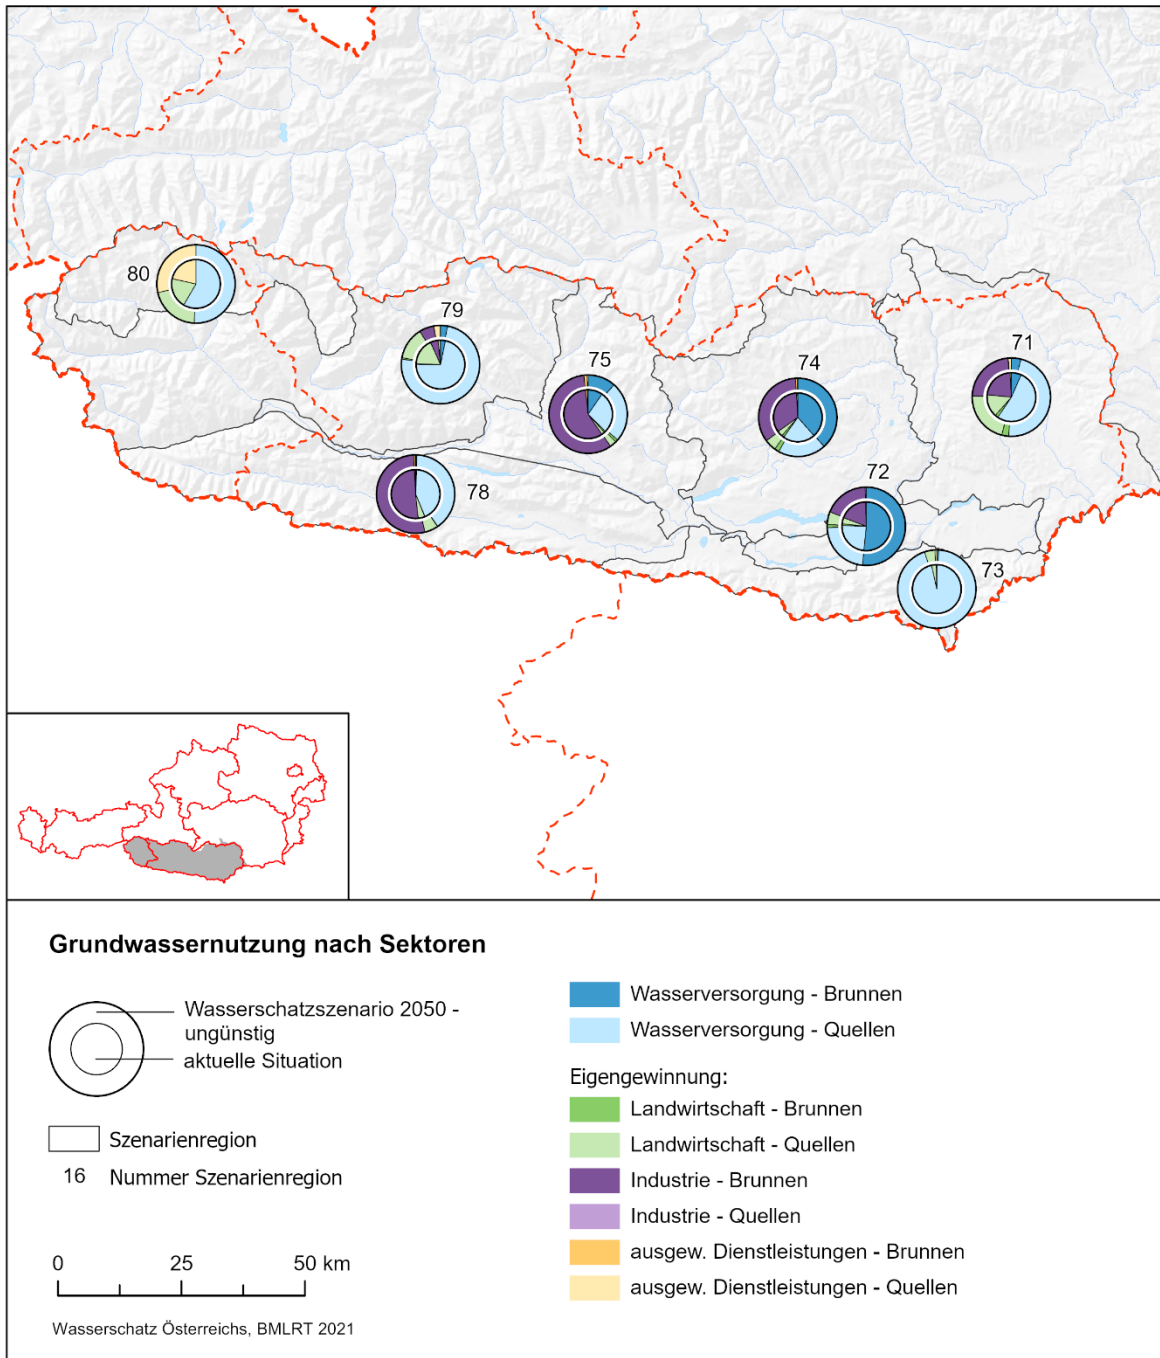 80
79
75
74
71
78
72
73
Grundwassernutzung nach Sektoren
Wasserschatzszenario 2050 -
ungünstig
aktuelle Situation
Szenarienregion
16 Nummer Szenarienregion
0 25 50 km
Wasserschatz Österreichs, BMLRT 2021
Wasserversorgung - Brunnen
Wasserversorgung - Quellen
Eigengewinnung:
Landwirtschaft - Brunnen
Landwirtschaft - Quellen
Industrie - Brunnen
Industrie - Quellen
ausgew. Dienstleistungen - Brunnen
ausgew. Dienstleistungen - Quellen